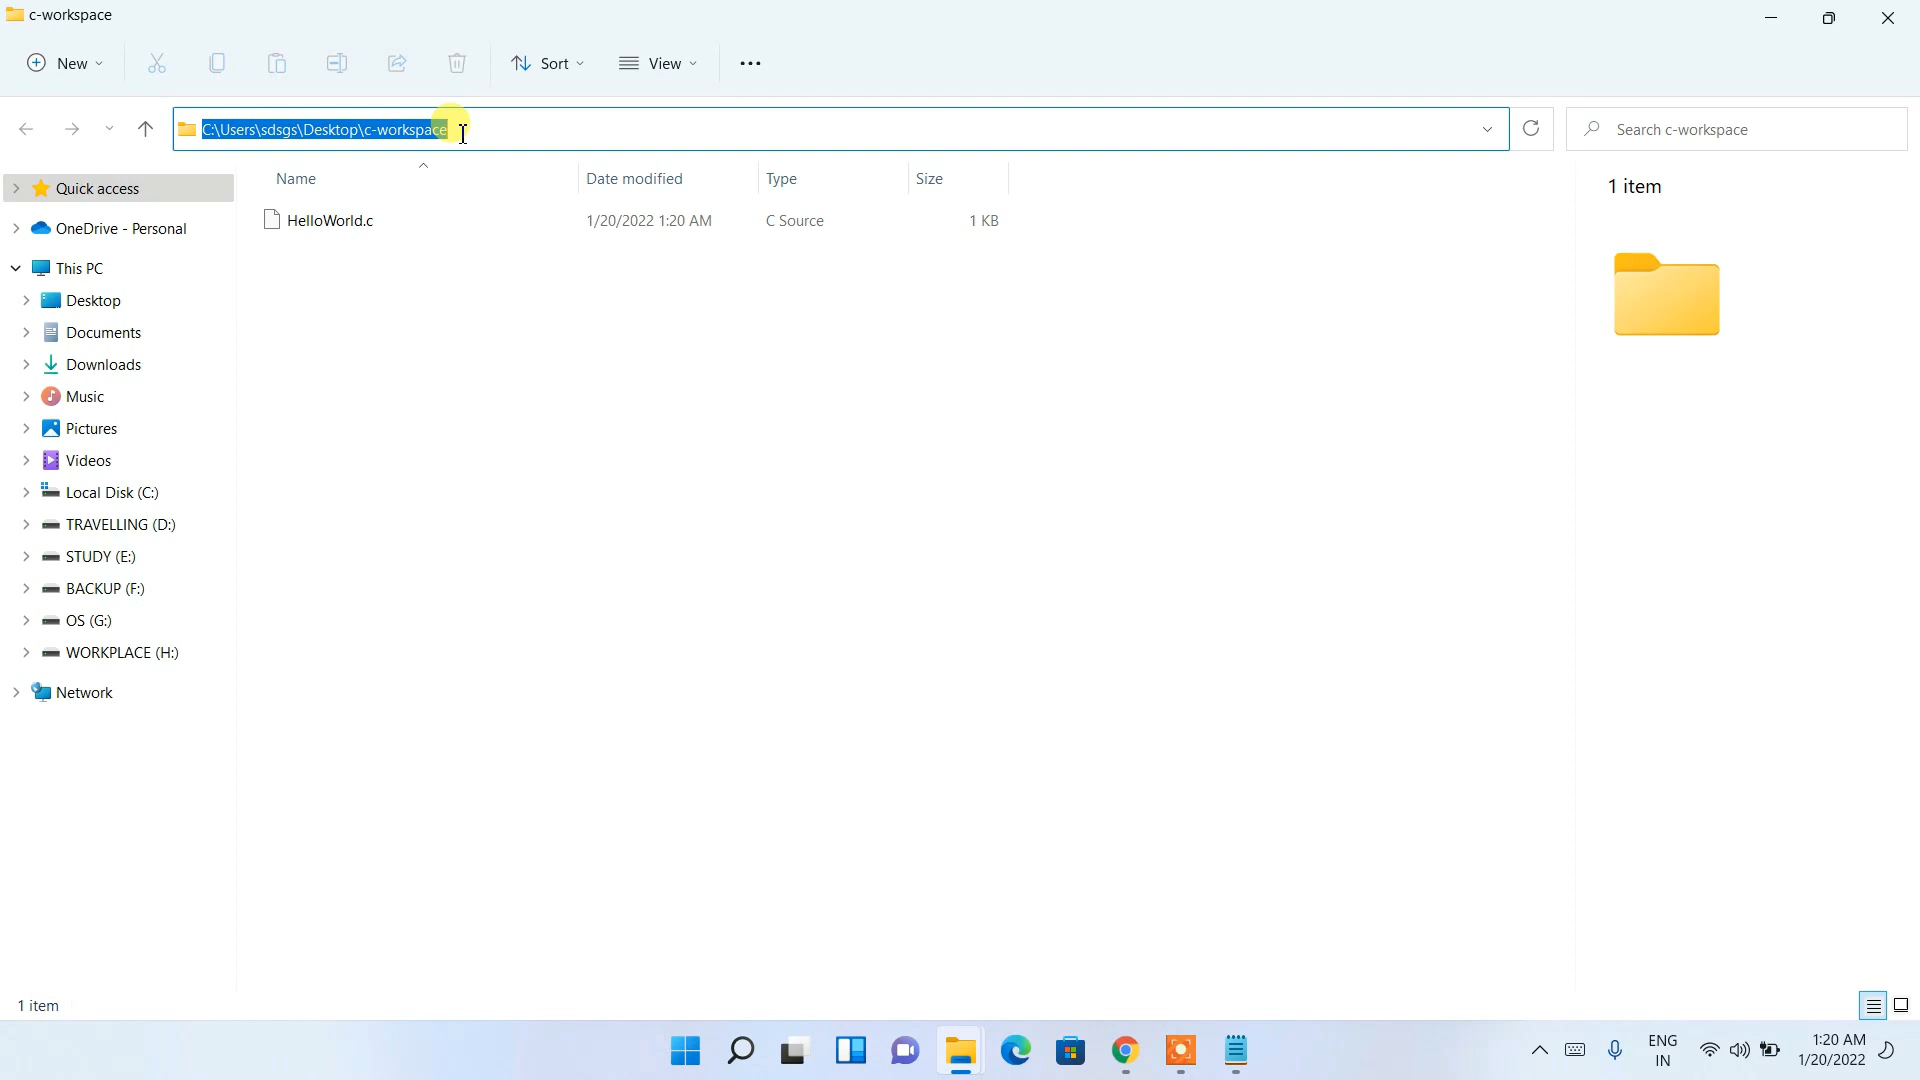 c-workspace
New
Sort
View
C:\Users\sdsgs\Desktop\c-workspace
Search c-workspace
Name Date modified Type Size
HelloWorld.c 1/20/2022 1:20 AM C Source 1 KB
Quick access
OneDrive - Personal
This PC
Desktop
Documents
Downloads
Music
Pictures
Videos
Local Disk (C:)
TRAVELLING (D:)
STUDY (E:)
BACKUP (F:)
OS (G:)
WORKPLACE (H:)
Network
1 item
1 item
ENG
IN
1:20 AM
1/20/2022